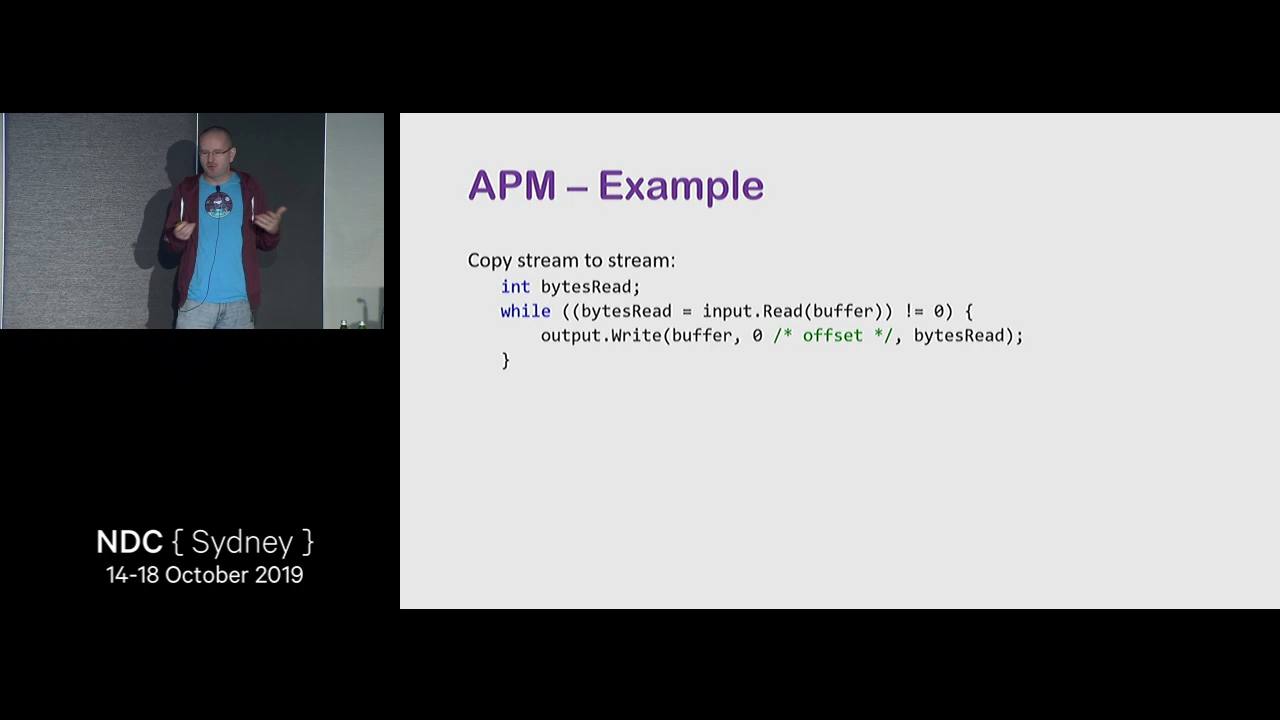 APM – Example
Copy stream to stream:
int bytesRead;
while ((bytesRead = input.Read(buffer)) != 0) {
output.Write(buffer, 0 /* offset */, bytesRead);
}
NDC { Sydney }
14-18 October 2019